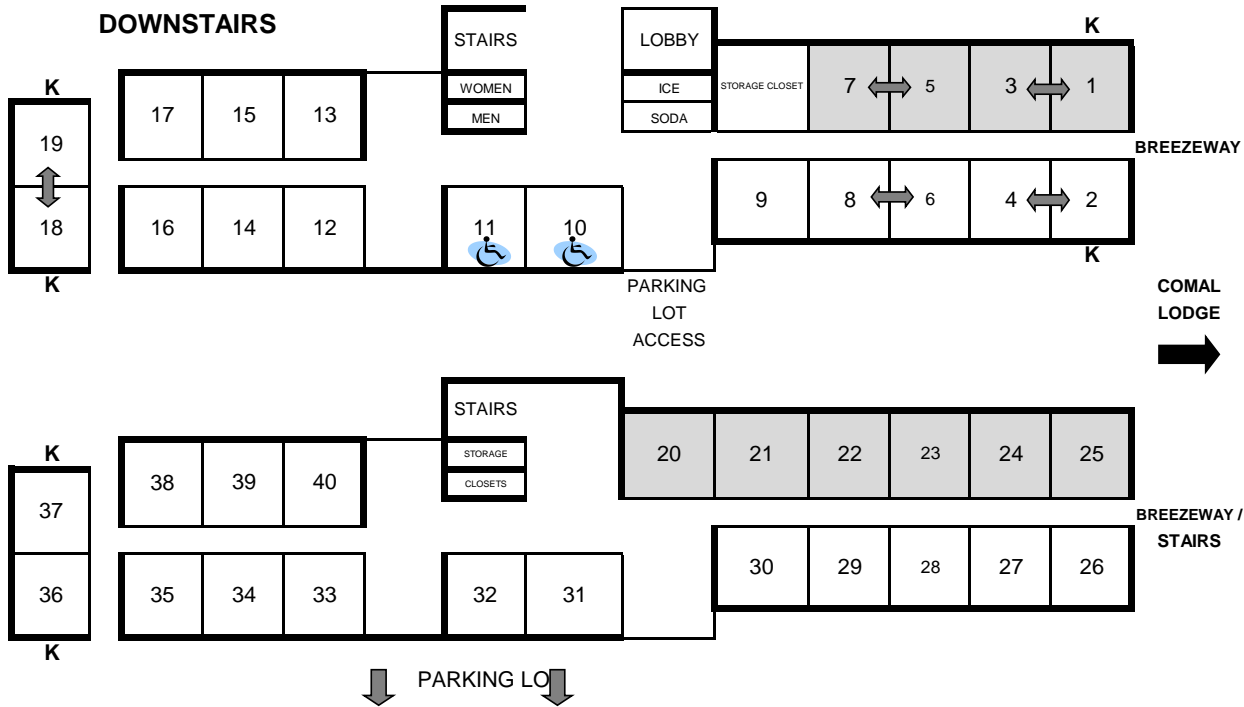 DOWNSTAIRS
STAIRS
LOBBY
K
K
WOMEN
ICE
STORAGE CLOSET
7
5
3
1
17
15
13
MEN
SODA
19
BREEZEWAY
18
16
14
12
11
10
9
8
6
4
2
K
K
PARKING
LOT
ACCESS
COMAL
LODGE
STAIRS
K
STORAGE
CLOSETS
20
21
22
23
24
25
38
39
40
37
BREEZEWAY /
STAIRS
36
35
34
33
32
31
30
29
28
27
26
K
PARKING LO